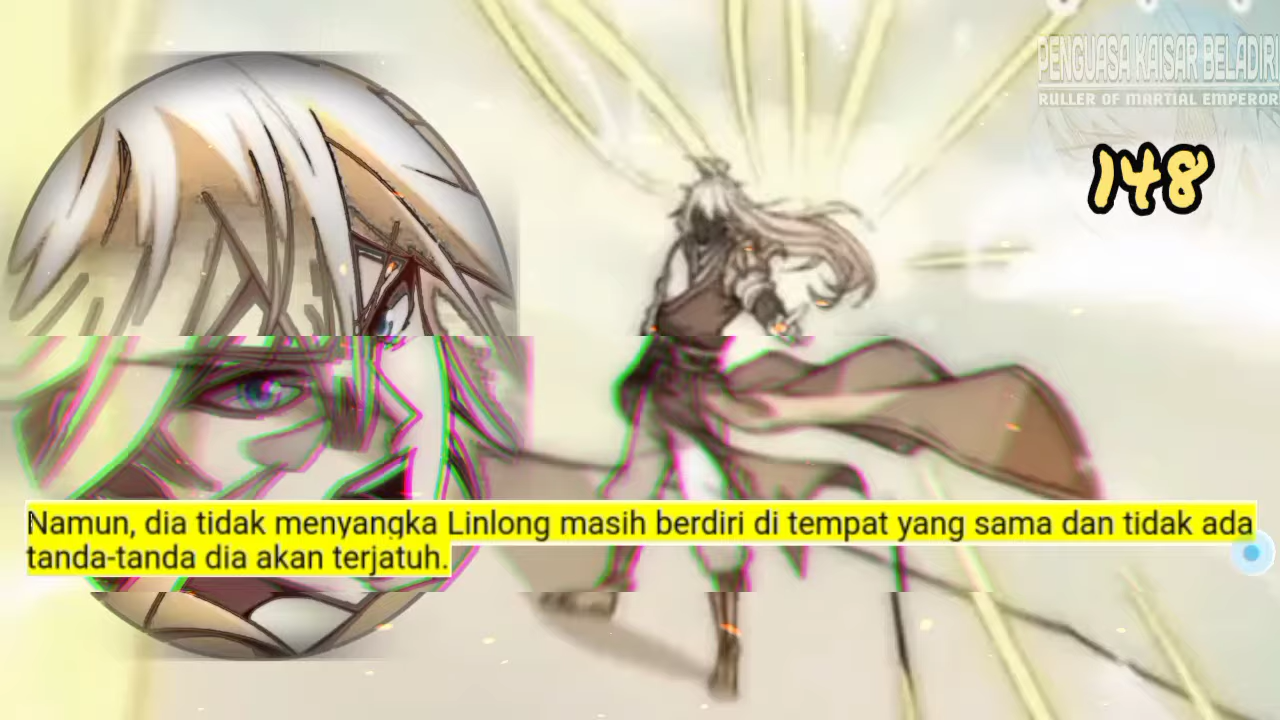 PENGUASA KAISAR BELADIRI
RULLER OF MARTIAL EMPEROR
148
Namun, dia tidak menyangka Linlong masih berdiri di tempat yang sama dan tidak ada
tanda-tanda dia akan terjatuh.